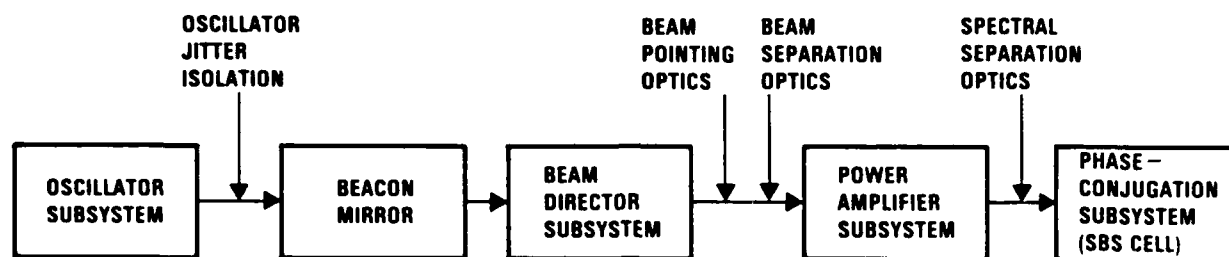 OSCILLATOR
JITTER
ISOLATION
BEAM
POINTING
OPTICS
BEAM
SEPARATION
OPTICS
SPECTRAL
SEPARATION
OPTICS
OSCILLATOR
SUBSYSTEM
BEACON
MIRROR
BEAM
DIRECTOR
SUBSYSTEM
POWER
AMPLIFIER
SUBSYSTEM
PHASE–
CONJUGATION
SUBSYSTEM
(SBS CELL)